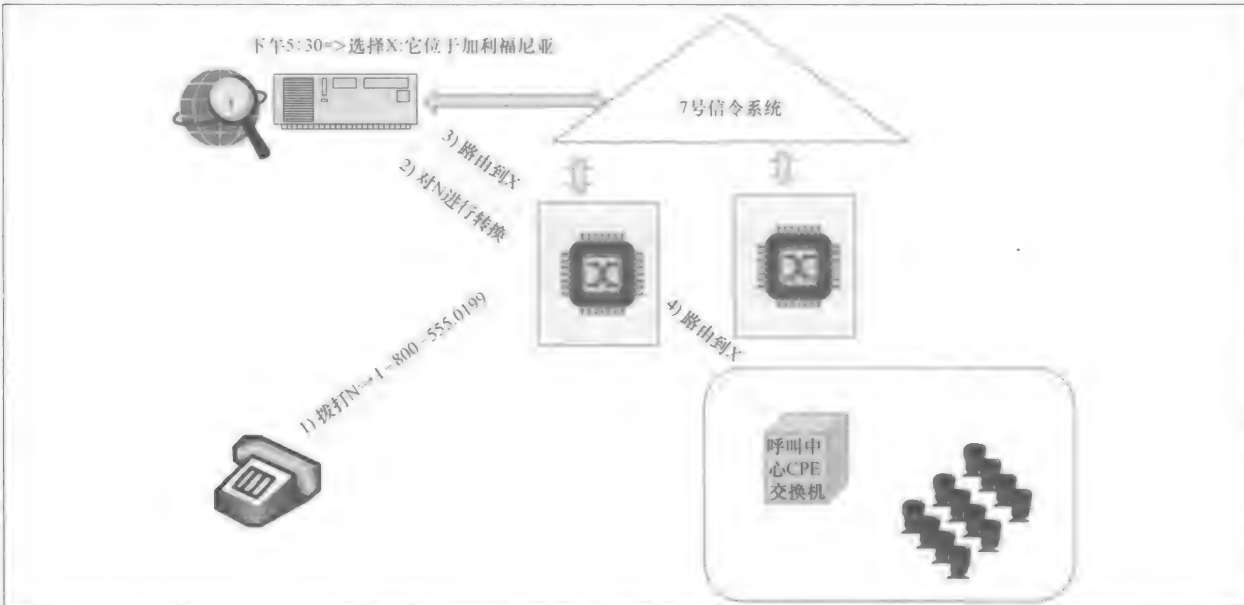 下午5:30=>选择X:它位于加利福尼亚
7号信令系统
3) 路由到X
2) 对N进行转换
4) 路由到X
1) 拨打N:→1-800-555.0199
呼叫中
心CPE
交换机